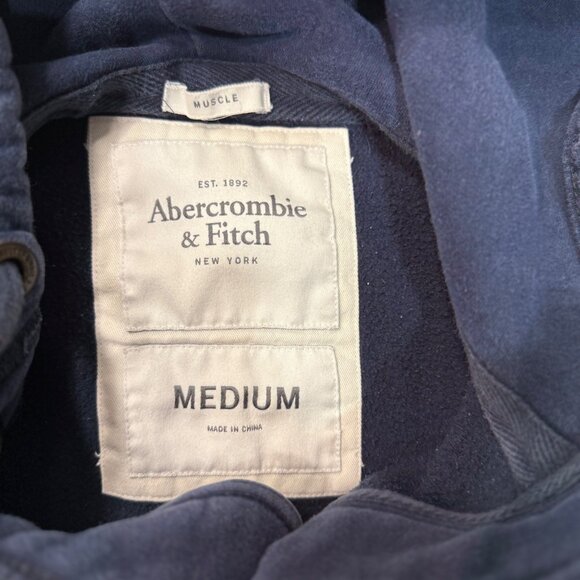 MUSCLE
EST. 1892
Abercrombie
& Fitch
NEW YORK
MEDIUM
MADE IN CHINA